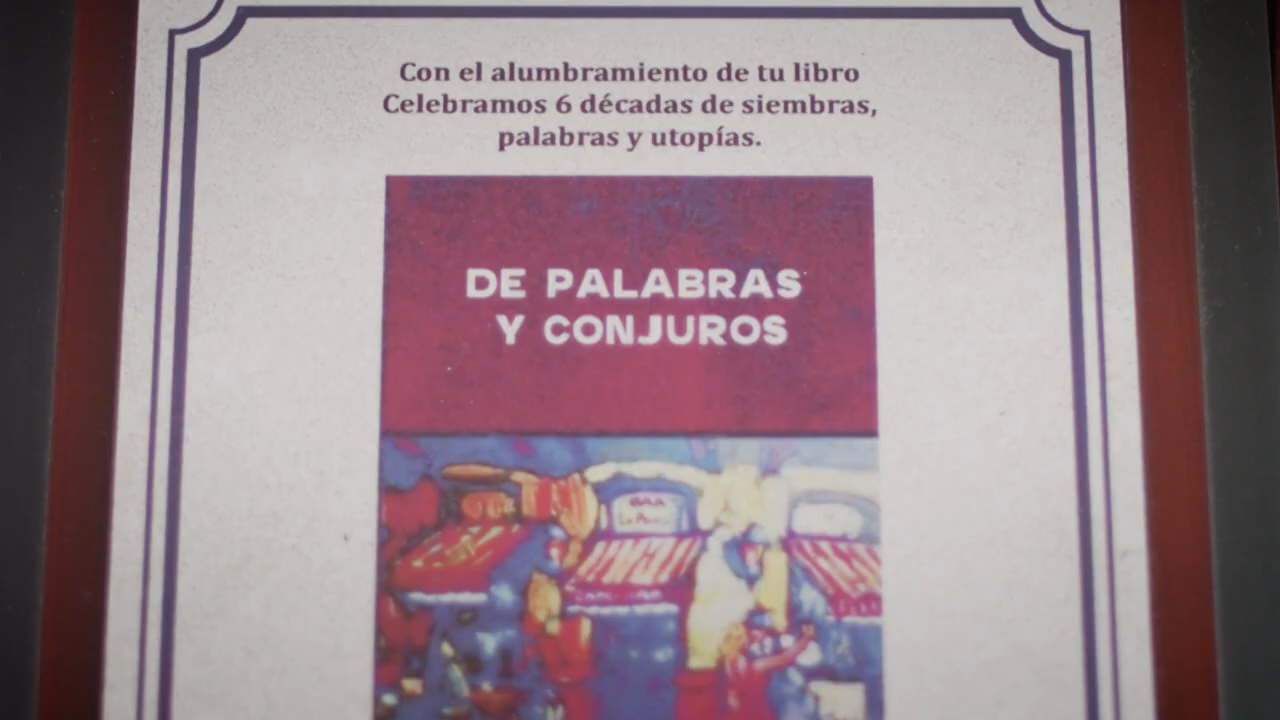 Con el alumbramiento de tu libro
Celebramos 6 décadas de siembras,
palabras y utopías.
DE PALABRAS
Y CONJUROS